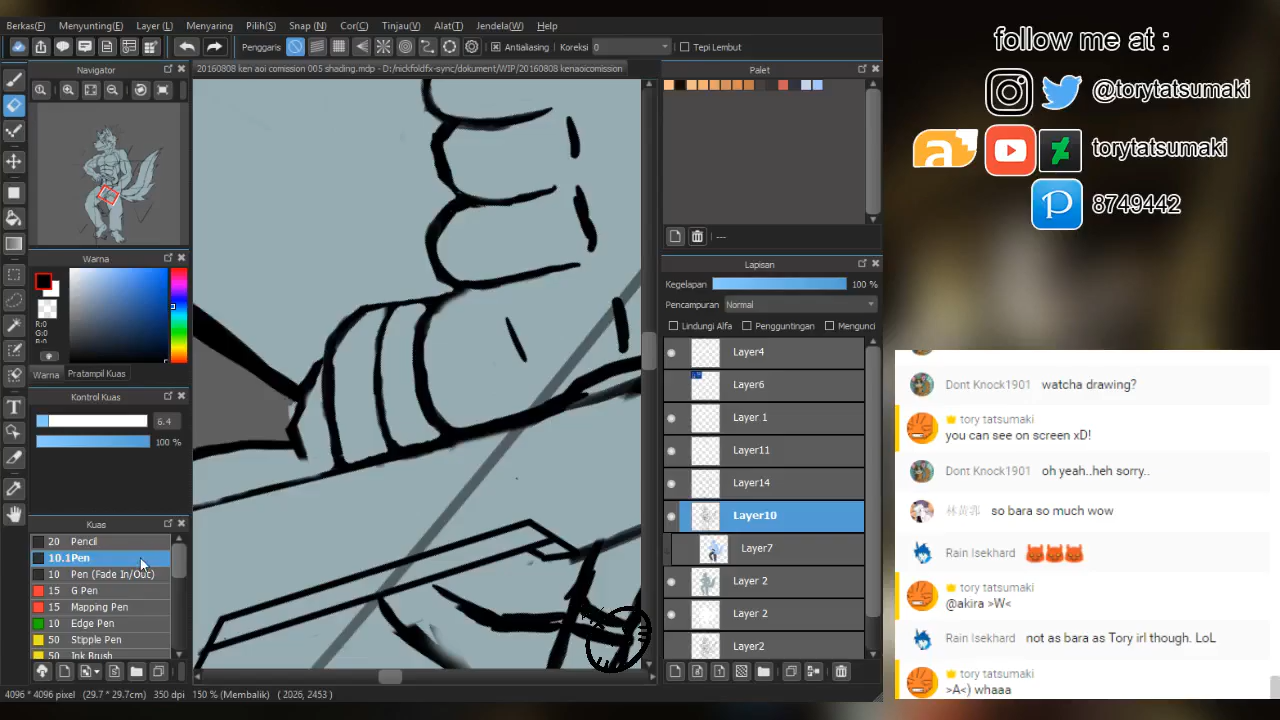 Berkas(F) Menyunting(E) Layer (L) Menyaring Pilih(S) Snap (N) Cor(C) Tinjau(V) Alat(T) Jendela(W) Help
Penggaris Antialiasing Koreksi 0 Tepi Lembut
Navigator
20160808 ken aoi comission 005 shading.mdp - D:/nickfoldfx-sync/dokument/WIP/20160808 kenaoicomission
Palet
---
Warna
R:0
G:0
B:0
Warna Pratampil Kuas
Kontrol Kuas
6.4
100 %
Kuas
20 Pencil
10.1 Pen
10 Pen (Fade In/Out)
15 G Pen
15 Mapping Pen
10 Edge Pen
50 Stipple Pen
50 Ink Brush
Lapisan
Kegelapan 100 %
Pencampuran Normal
Lindungi Alfa Pengguntingan Mengunci
Layer4
Layer6
Layer 1
Layer11
Layer14
Layer10
Layer7
Layer 2
Layer 2
Layer2
4096 * 4096 pixel (29.7 * 29.7cm) 350 dpi 150 % (Membalik) ( 2026, 2453 )
follow me at :
@torytatsumaki
torytatsumaki
8749442
Dont Knock1901 watcha drawing?
tory tatsumaki
you can see on screen xD!
Dont Knock1901 oh yeah..heh sorry..
so bara so much wow
Rain Isekhard
tory tatsumaki
@akira >W<
Rain Isekhard not as bara as Tory irl though. LoL
tory tatsumaki
>A<) whaaa